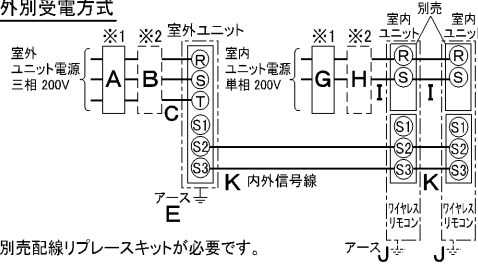 外別受電方式
※1
※2
室外ユニット
室外
ユニット電源
三相 200V
A
B
C
R
S
T
S1
S2
S3
アース
E
※1
※2
室内
ユニット電源
単相 200V
G
H
別売
室内
ユニット
室内
ユニット
R
S
I
R
S
I
S1
S2
S3
S1
S2
S3
K 内外信号線
K
ワイヤレス
リモコン
ワイヤレス
リモコン
アース J
J
別売配線リプレースキットが必要です。